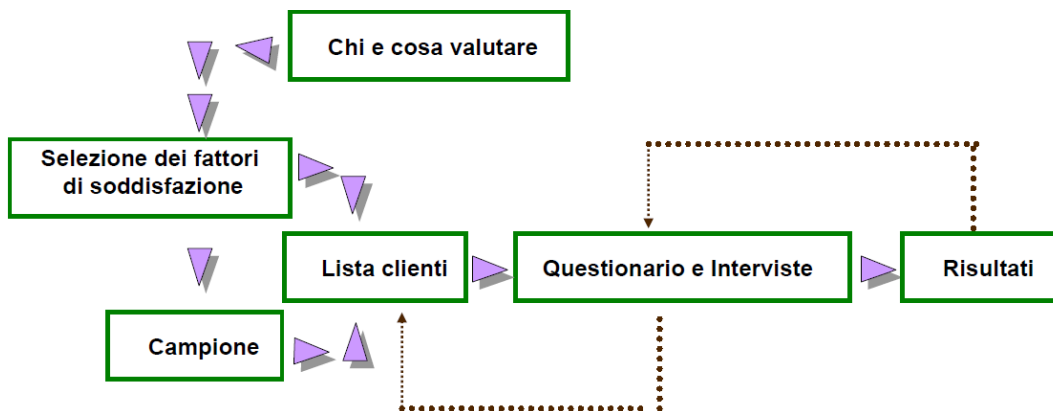 Chi e cosa valutare
Selezione dei fattori
di soddisfazione
Lista clienti
Questionario e Interviste
Risultati
Campione